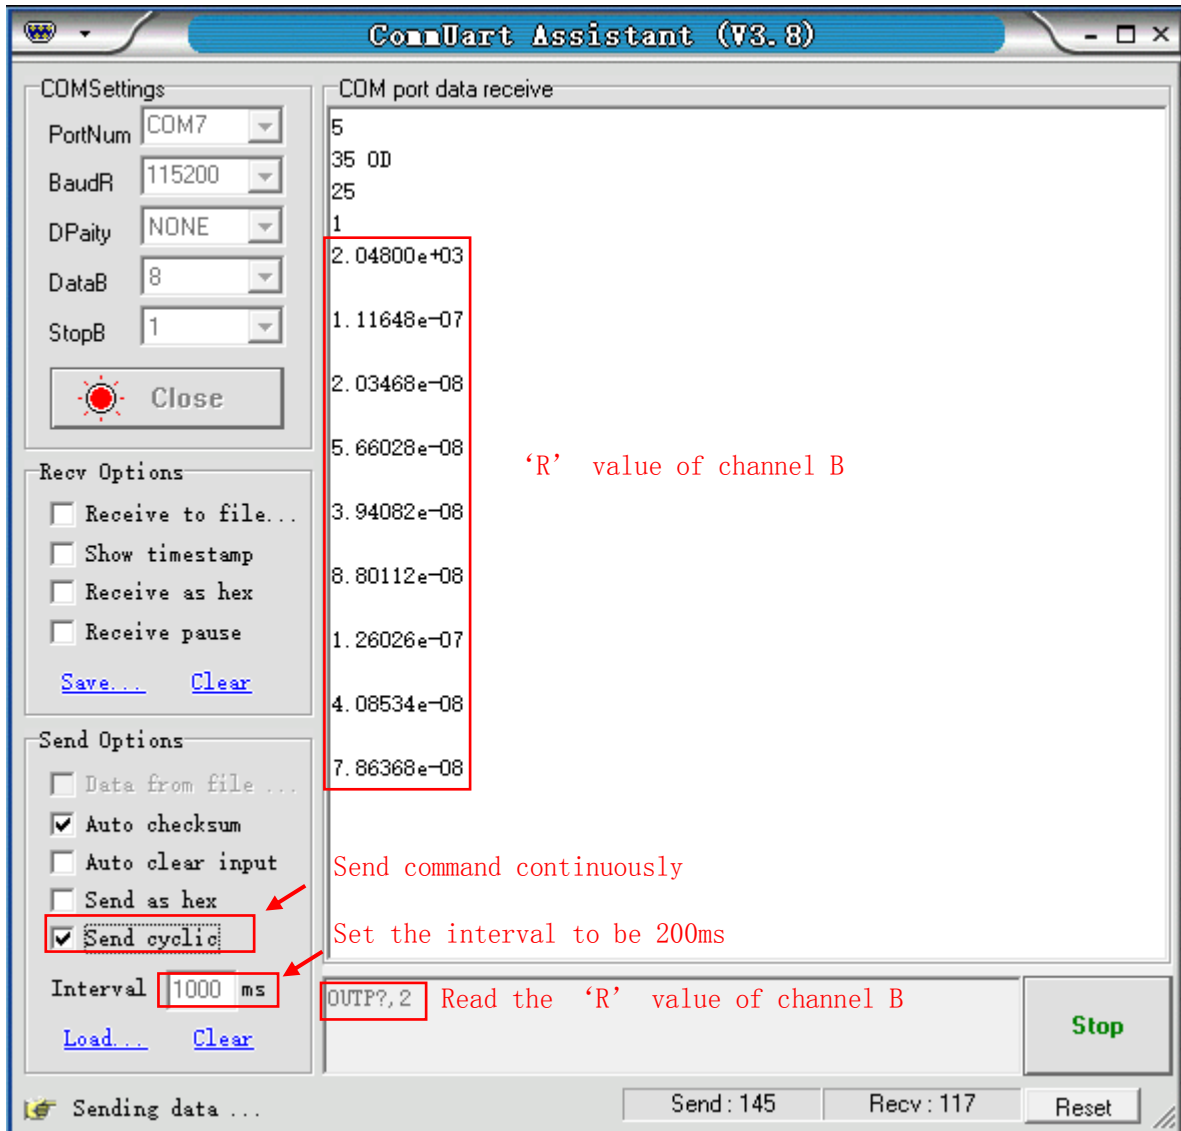 CommUart Assistant (V3.8)
COMSettings
PortNum COM7
BaudR 115200
DPaity NONE
DataB 8
StopB 1
Close
Recv Options
Receive to file...
Show timestamp
Receive as hex
Receive pause
Save... Clear
Send Options
Data from file ...
Auto checksum
Auto clear input
Send as hex
Send cyclic
Interval 1000 ms
Load... Clear
COM port data receive
5
35 0D
25
1
2.04800e+03
1.11648e-07
2.03468e-08
5.66028e-08
3.94082e-08
8.80112e-08
1.26026e-07
4.08534e-08
7.86368e-08
‘R’ value of channel B
Send command continuously
Set the interval to be 200ms
OUTP?,2 Read the ‘R’ value of channel B
Stop
Sending data ...
Send : 145
Recv : 117
Reset